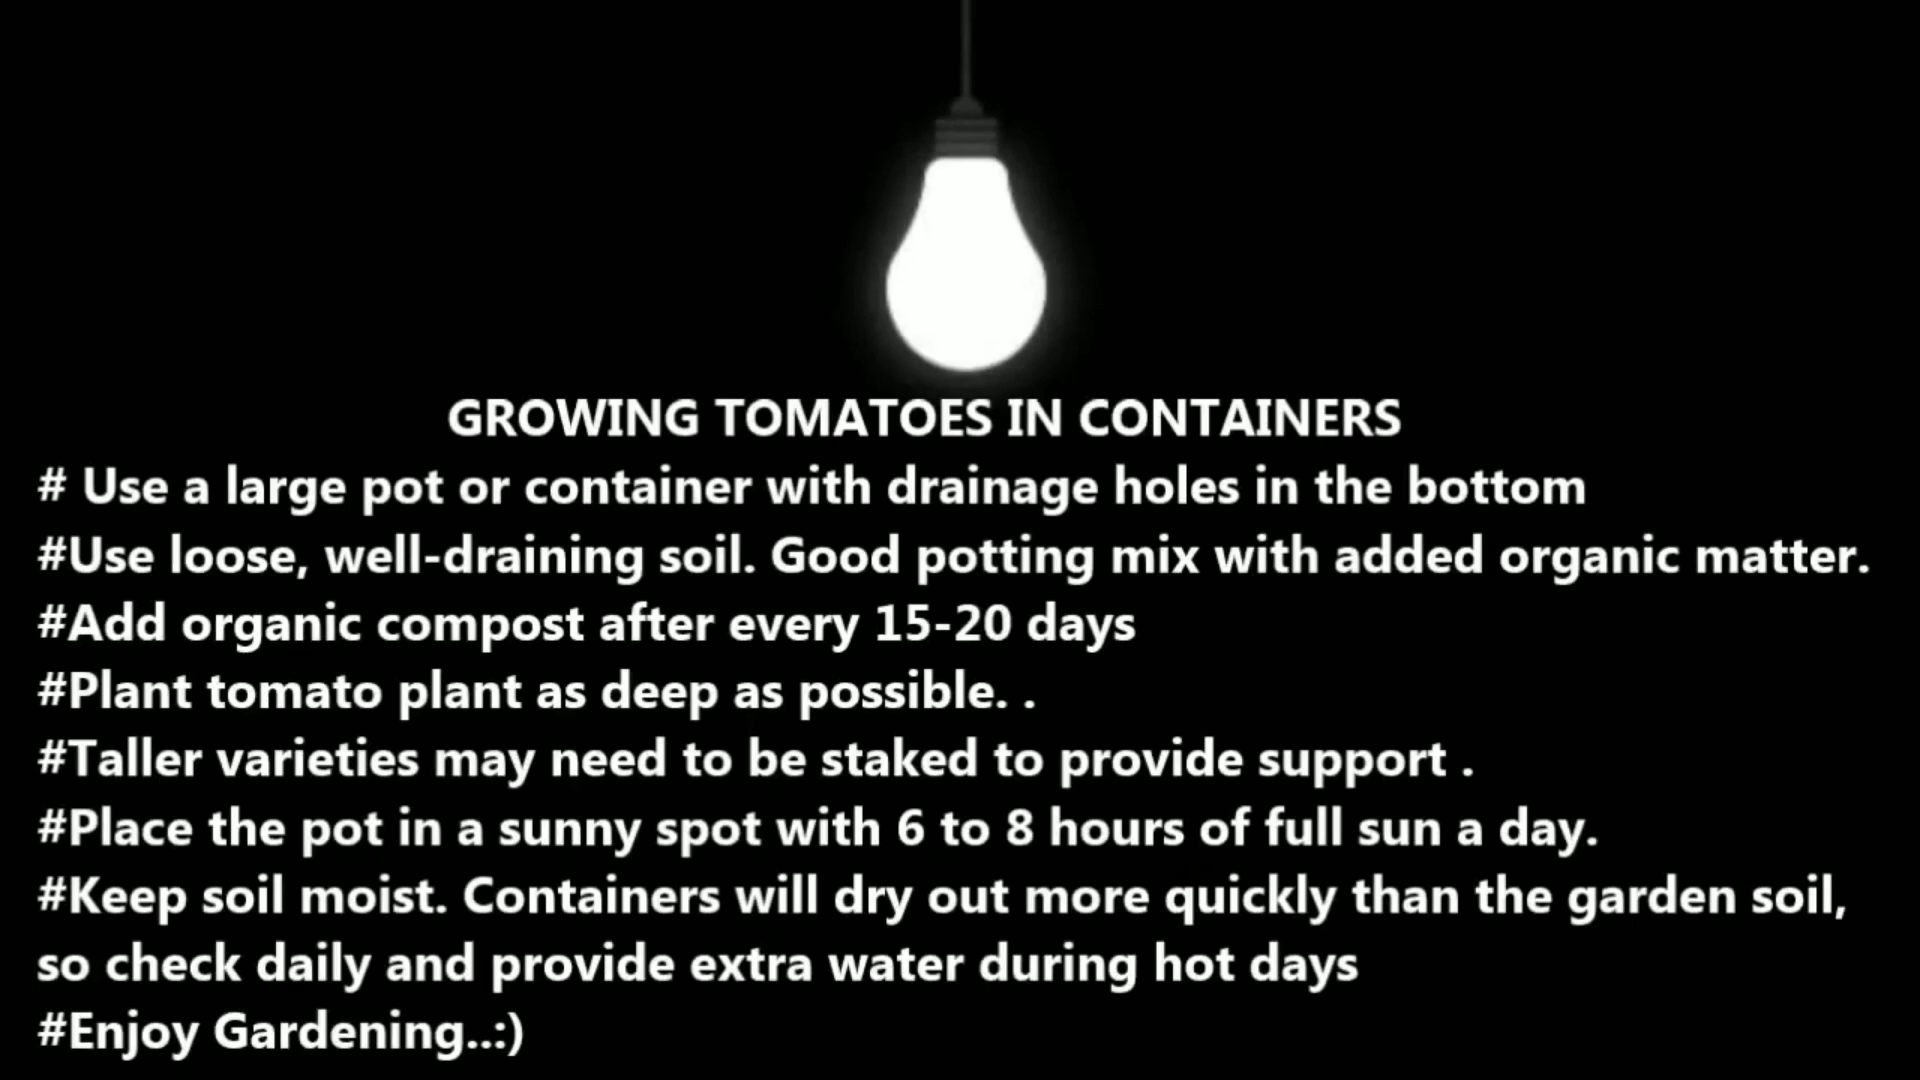 GROWING TOMATOES IN CONTAINERS
# Use a large pot or container with drainage holes in the bottom
#Use loose, well-draining soil. Good potting mix with added organic matter.
#Add organic compost after every 15-20 days
#Plant tomato plant as deep as possible. .
#Taller varieties may need to be staked to provide support .
#Place the pot in a sunny spot with 6 to 8 hours of full sun a day.
#Keep soil moist. Containers will dry out more quickly than the garden soil,
so check daily and provide extra water during hot days
#Enjoy Gardening..:)